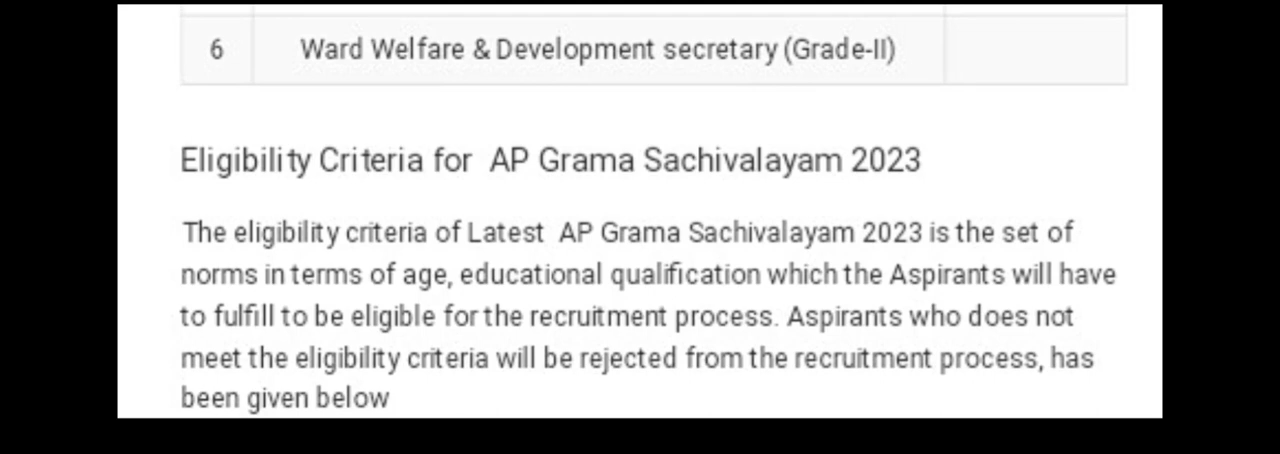 6 Ward Welfare & Development secretary (Grade-II)
Eligibility Criteria for AP Grama Sachivalayam 2023
The eligibility criteria of Latest AP Grama Sachivalayam 2023 is the set of
norms in terms of age, educational qualification which the Aspirants will have
to fulfill to be eligible for the recruitment process. Aspirants who does not
meet the eligibility criteria will be rejected from the recruitment process, has
been given below